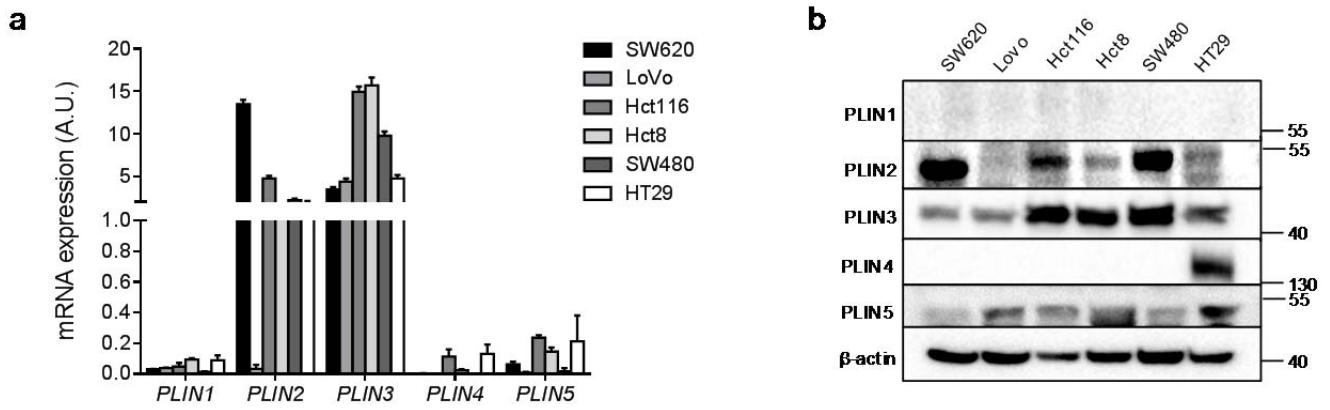 a
mRNA expression (A.U.)
20
15
10
5
1.0
0.8
0.6
0.4
0.2
0.0
PLIN1 PLIN2 PLIN3 PLIN4 PLIN5
SW620
LoVo
Hct116
Hct8
SW480
HT29
b
SW620 Lovo Hct116 Hct8 SW480 HT29
PLIN1
55
PLIN2
55
PLIN3
40
PLIN4
130
PLIN5
55
β-actin
40